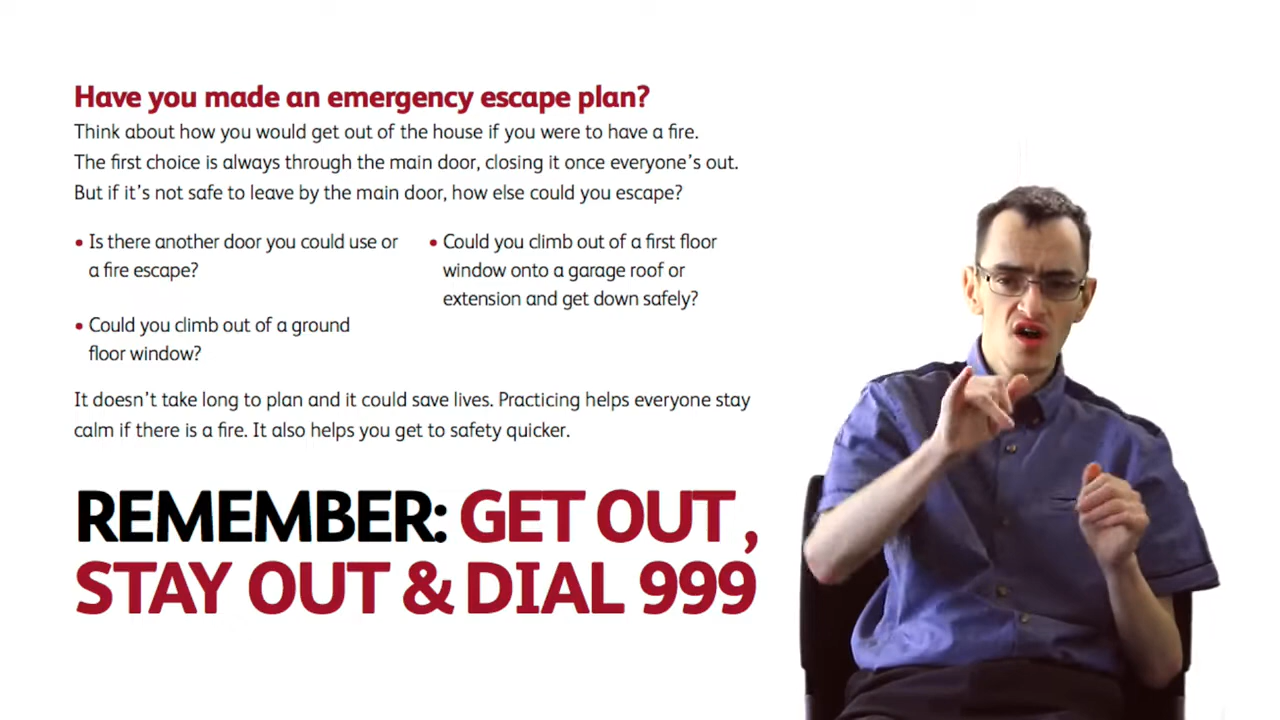 Have you made an emergency escape plan?
Think about how you would get out of the house if you were to have a fire.
The first choice is always through the main door, closing it once everyone's out.
But if it's not safe to leave by the main door, how else could you escape?
• Is there another door you could use or
a fire escape?
• Could you climb out of a ground
floor window?
• Could you climb out of a first floor
window onto a garage roof or
extension and get down safely?
It doesn't take long to plan and it could save lives. Practicing helps everyone stay
calm if there is a fire. It also helps you get to safety quicker.
REMEMBER: GET OUT ,
STAY OUT & DIAL 999